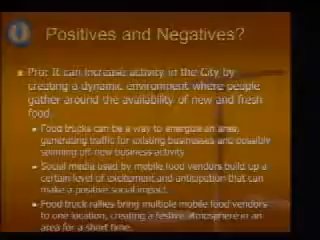 Positives and Negatives?
Pro: It can increase activity in the City by
creating a dynamic environment where people
gather around the availability of new and fresh
food.
Food trucks can be a way to energize an area,
generating traffic for existing businesses and possibly
spinning off new business activity
Social media used by mobile food vendors build up a
certain level of excitement and anticipation that can
make a positive social impact.
Food truck rallies bring multiple mobile food vendors
to one location, creating a festive atmosphere in an
area for a short time.